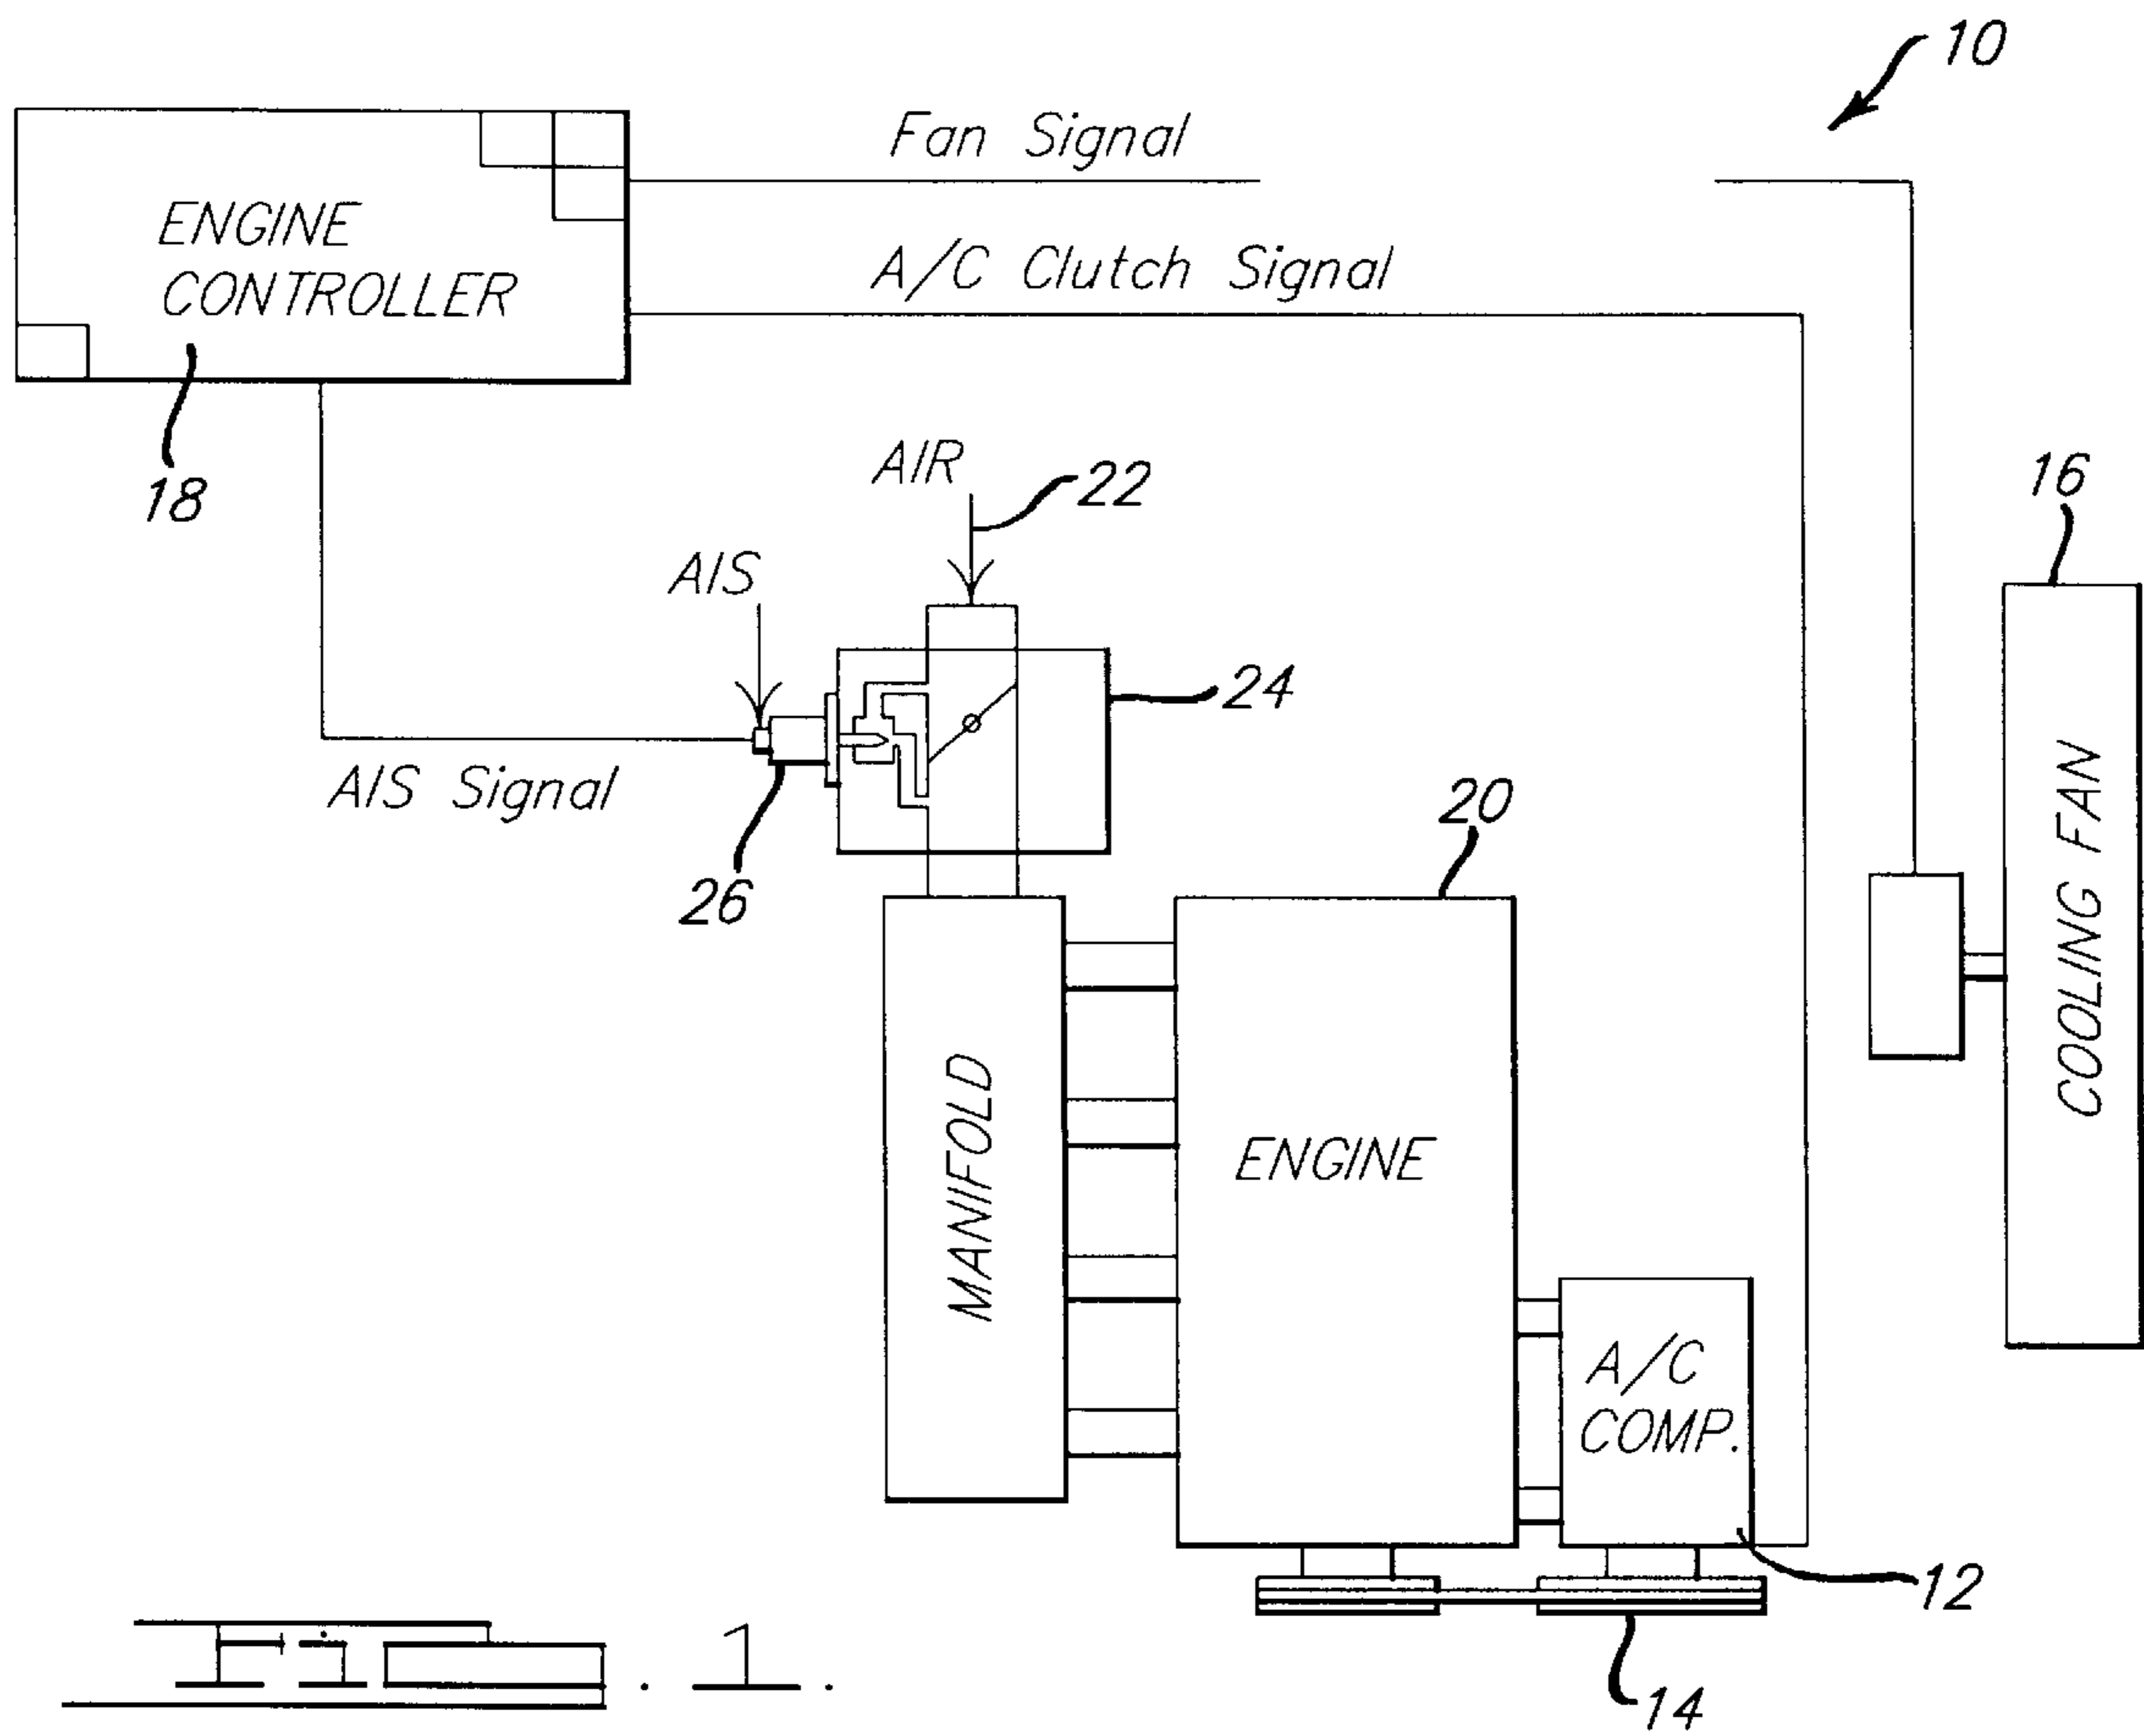 10
Fan Signal
ENGINE
CONTROLLER
A/C Clutch Signal
18
AIR
22
16
AIS
24
AIS Signal
26
20
COOLING FAN
MANIFOLD
ENGINE
A/C
COMP.
12
14
Fig. 1.